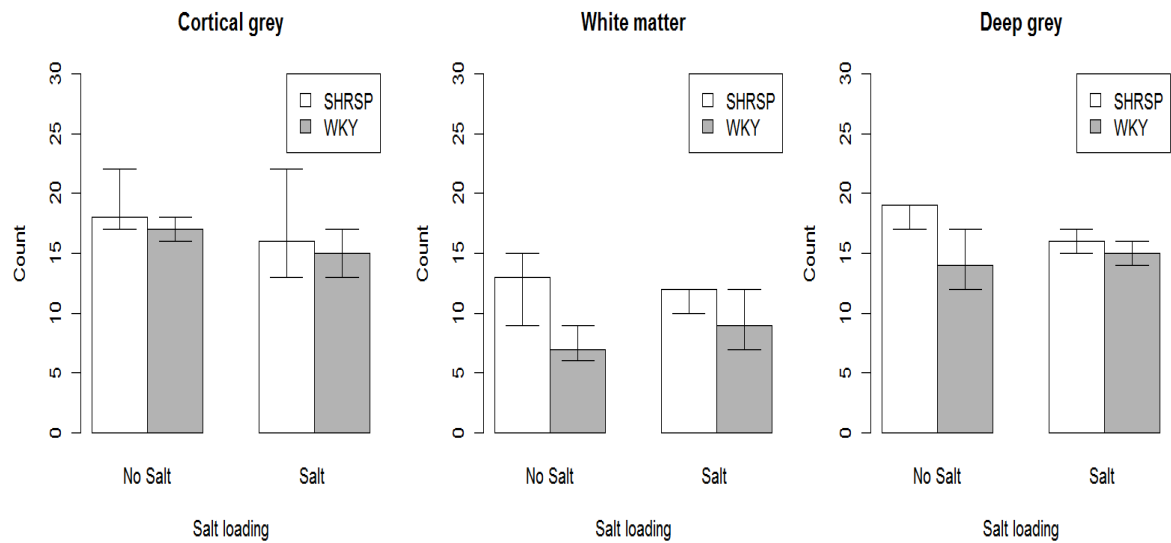 Cortical grey
Count
30
25
20
15
10
5
0
SHRSP
WKY
No Salt Salt
Salt loading
White matter
Count
30
25
20
15
10
5
0
SHRSP
WKY
No Salt Salt
Salt loading
Deep grey
Count
30
25
20
15
10
5
0
SHRSP
WKY
No Salt Salt
Salt loading